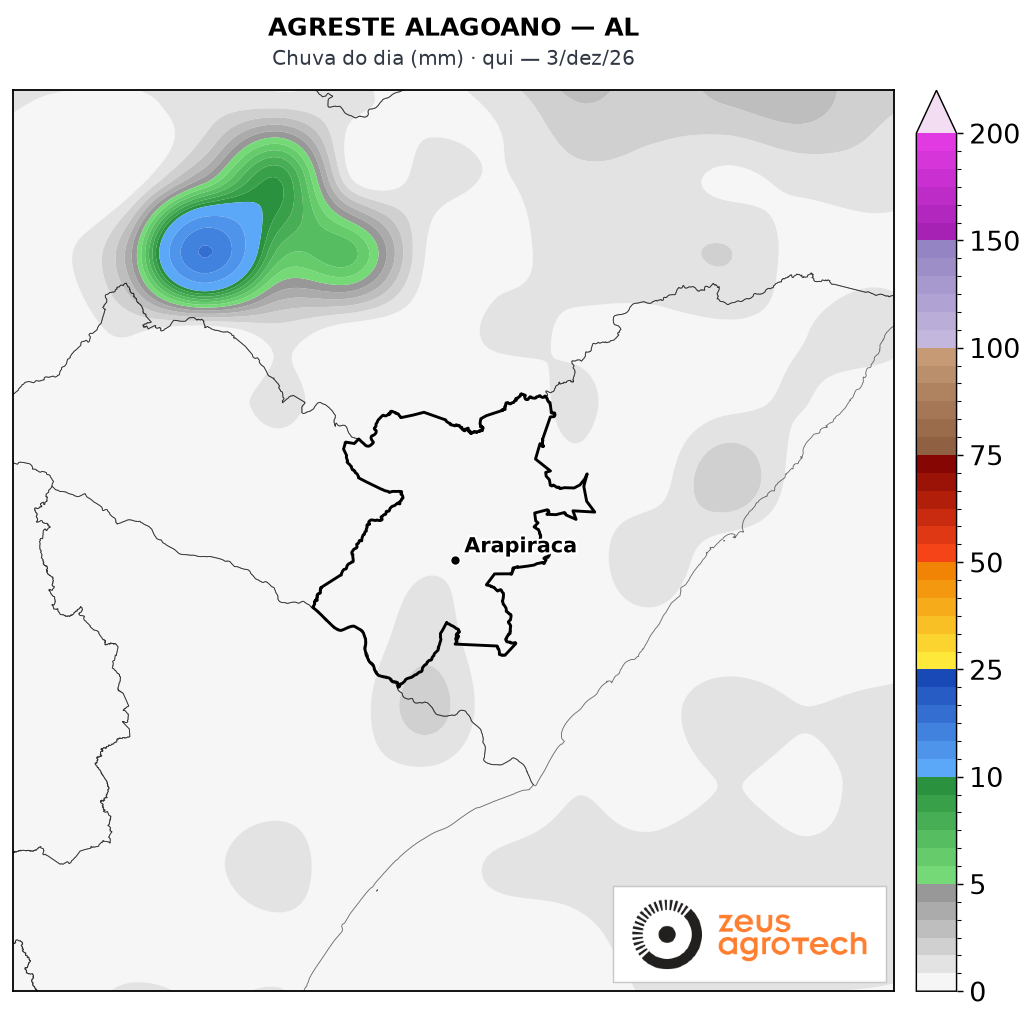 AGRESTE ALAGOANO — AL
Chuva do dia (mm) · qui — 3/dez/26
200
150
100
75
50
25
10
5
0
Arapiraca
zeus
agrotech